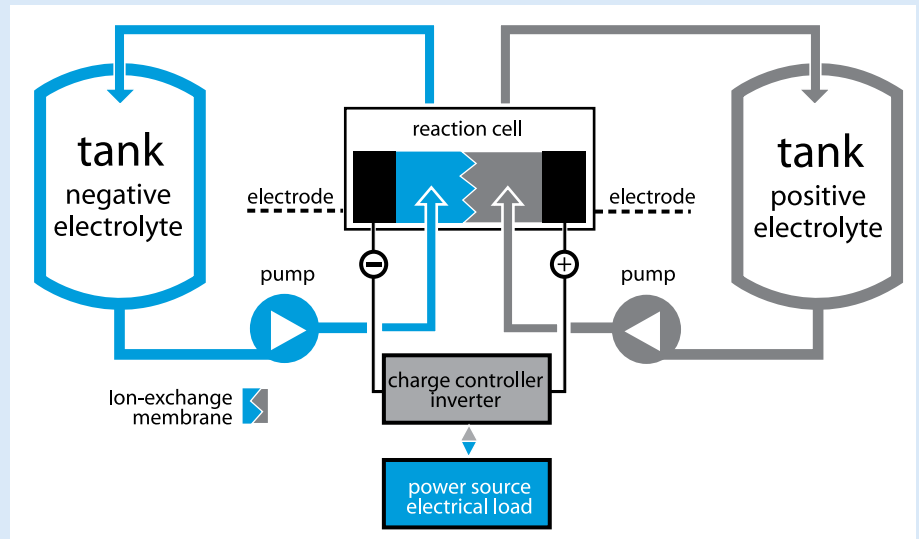 tank
negative
electrolyte
reaction cell
electrode
electrode
tank
positive
electrolyte
pump
−
+
pump
charge controller
inverter
Ion-exchange
membrane
power source
electrical load